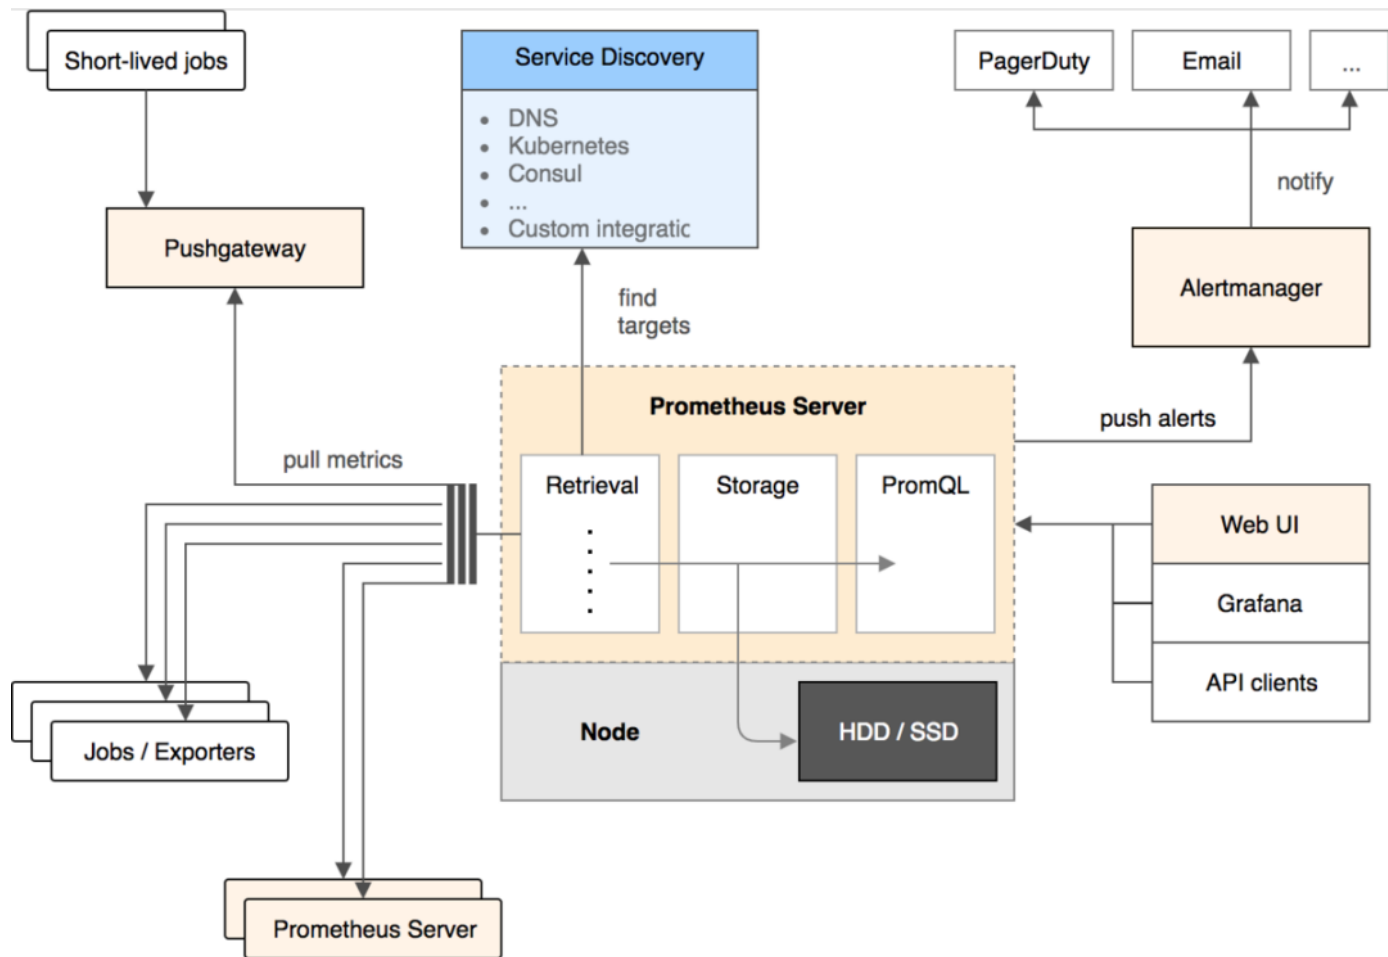 Short-lived jobs
Service Discovery
• DNS
• Kubernetes
• Consul
• ...
• Custom integratic
PagerDuty
Email
...
notify
Pushgateway
Alertmanager
find
targets
Prometheus Server
push alerts
pull metrics
Retrieval
Storage
PromQL
Web UI
Grafana
API clients
Node
HDD / SSD
Jobs / Exporters
Prometheus Server